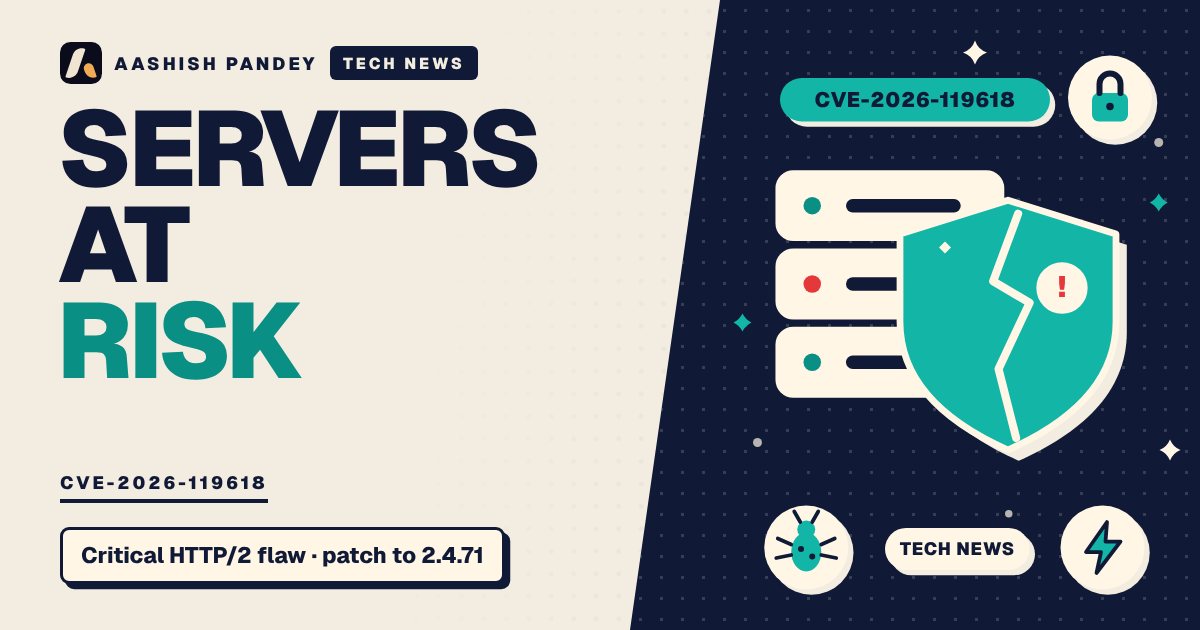 AASHISH PANDEY
TECH NEWS
SERVERS
AT
RISK
CVE-2026-119618
Critical HTTP/2 flaw · patch to 2.4.71
CVE-2026-119618
!
TECH NEWS